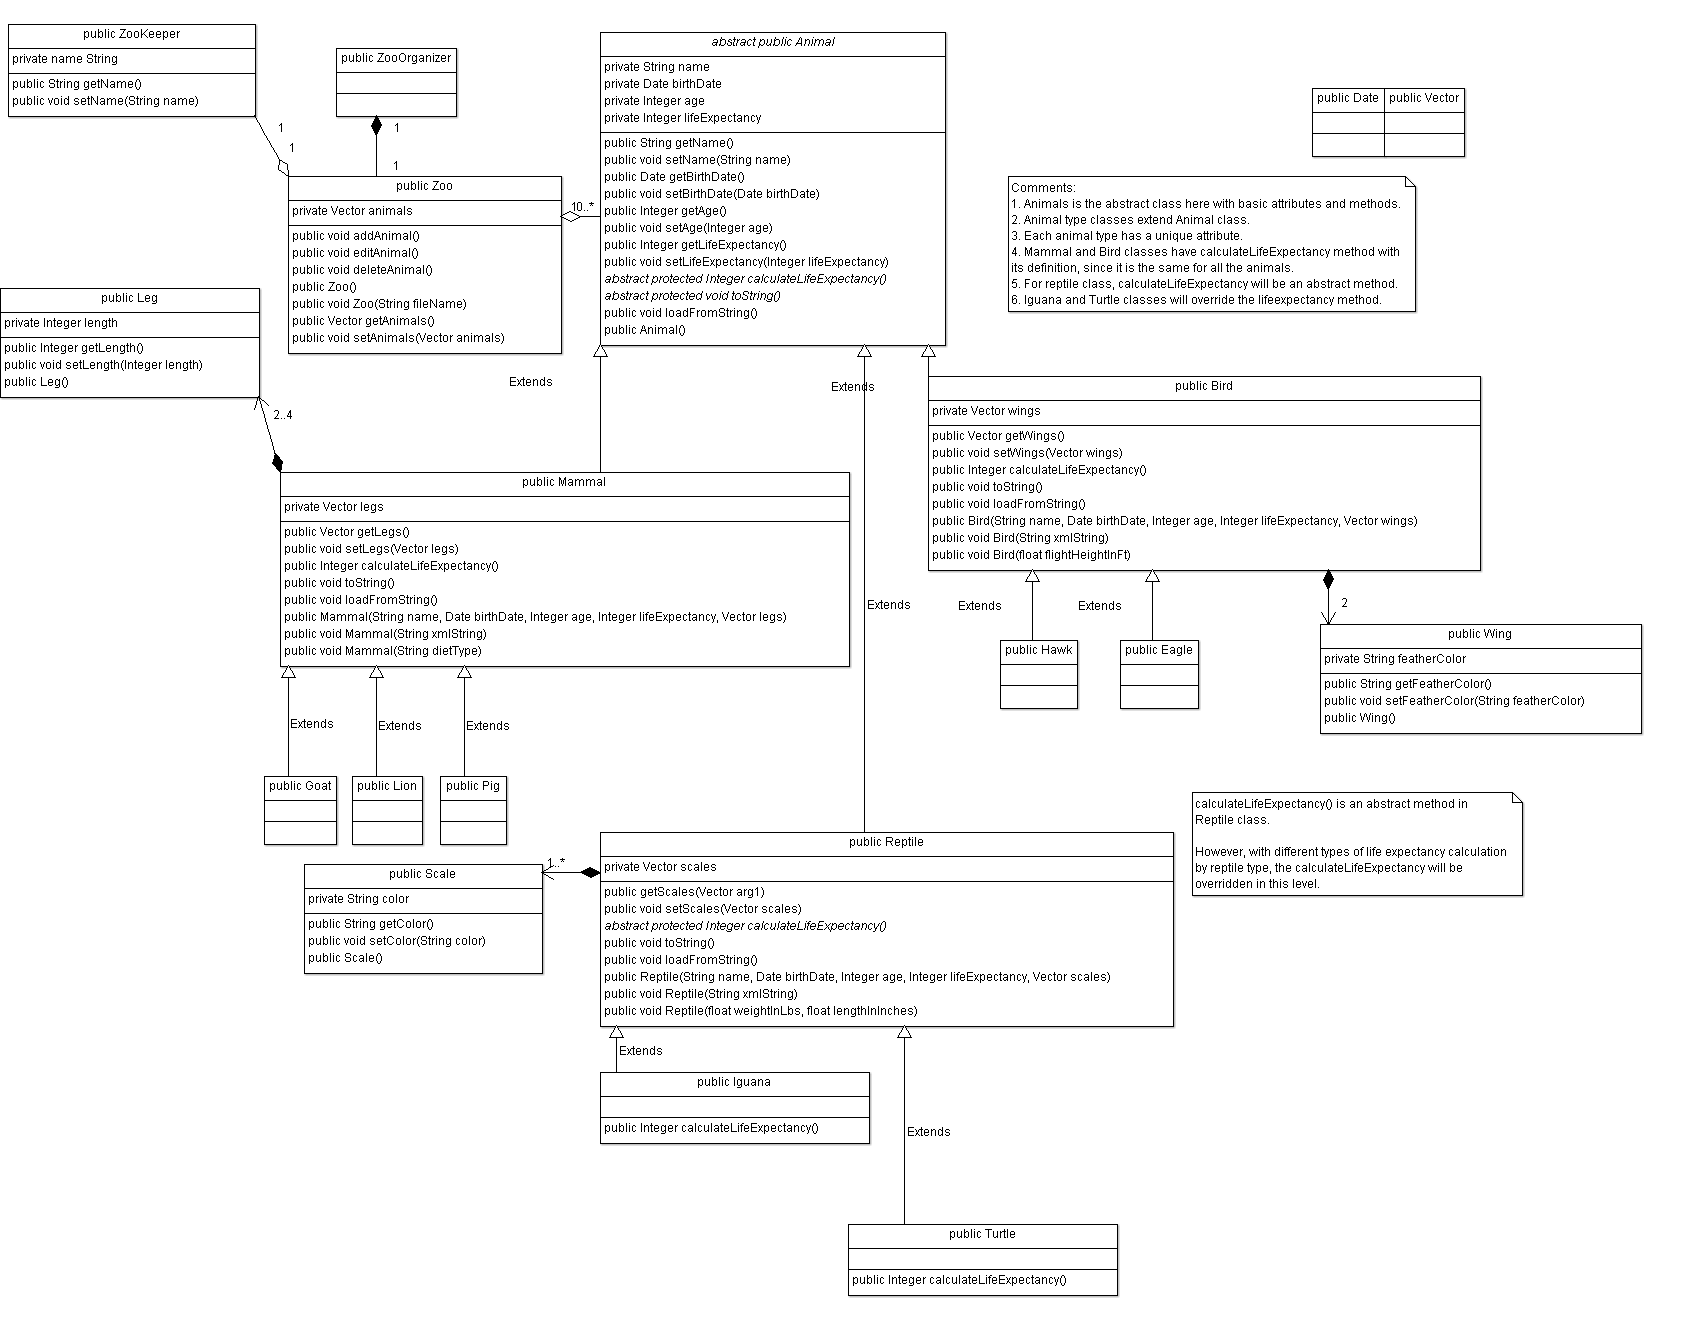 public ZooKeeper
private name String
public String getName()
public void setName(String name)
public ZooOrganizer
1
1
1
1
public Zoo
private Vector animals
public void addAnimal()
public void editAnimal()
public void deleteAnimal()
public Zoo()
public void Zoo(String fileName)
public Vector getAnimals()
public void setAnimals(Vector animals)
10..*
abstract public Animal
private String name
private Date birthDate
private Integer age
private Integer lifeExpectancy
public String getName()
public void setName(String name)
public Date getBirthDate()
public void setBirthDate(Date birthDate)
public Integer getAge()
public void setAge(Integer age)
public Integer getLifeExpectancy()
public void setLifeExpectancy(Integer lifeExpectancy)
abstract protected Integer calculateLifeExpectancy()
abstract protected void toString()
public void loadFromString()
public Animal()
public Date
public Vector
Comments:
1. Animals is the abstract class here with basic attributes and methods.
2. Animal type classes extend Animal class.
3. Each animal type has a unique attribute.
4. Mammal and Bird classes have calculateLifeExpectancy method with
its definition, since it is the same for all the animals.
5. For reptile class, calculateLifeExpectancy will be an abstract method.
6. Iguana and Turtle classes will override the lifeexpectancy method.
public Leg
private Integer length
public Integer getLength()
public void setLength(Integer length)
public Leg()
2..4
Extends
Extends
public Bird
private Vector wings
public Vector getWings()
public void setWings(Vector wings)
public Integer calculateLifeExpectancy()
public void toString()
public void loadFromString()
public Bird(String name, Date birthDate, Integer age, Integer lifeExpectancy, Vector wings)
public void Bird(String xmlString)
public void Bird(float flightHeightInFt)
public Mammal
private Vector legs
public Vector getLegs()
public void setLegs(Vector legs)
public Integer calculateLifeExpectancy()
public void toString()
public void loadFromString()
public Mammal(String name, Date birthDate, Integer age, Integer lifeExpectancy, Vector legs)
public void Mammal(String xmlString)
public void Mammal(String dietType)
Extends
Extends
Extends
2
public Hawk
public Eagle
public Wing
private String featherColor
public String getFeatherColor()
public void setFeatherColor(String featherColor)
public Wing()
Extends
Extends
Extends
public Goat
public Lion
public Pig
calculateLifeExpectancy() is an abstract method in
Reptile class.
However, with different types of life expectancy calculation
by reptile type, the calculateLifeExpectancy will be
overridden in this level.
public Scale
private String color
public String getColor()
public void setColor(String color)
public Scale()
1..*
public Reptile
private Vector scales
public getScales(Vector arg1)
public void setScales(Vector scales)
abstract protected Integer calculateLifeExpectancy()
public void toString()
public void loadFromString()
public Reptile(String name, Date birthDate, Integer age, Integer lifeExpectancy, Vector scales)
public void Reptile(String xmlString)
public void Reptile(float weightInLbs, float lengthInInches)
Extends
public Iguana
public Integer calculateLifeExpectancy()
Extends
public Turtle
public Integer calculateLifeExpectancy()